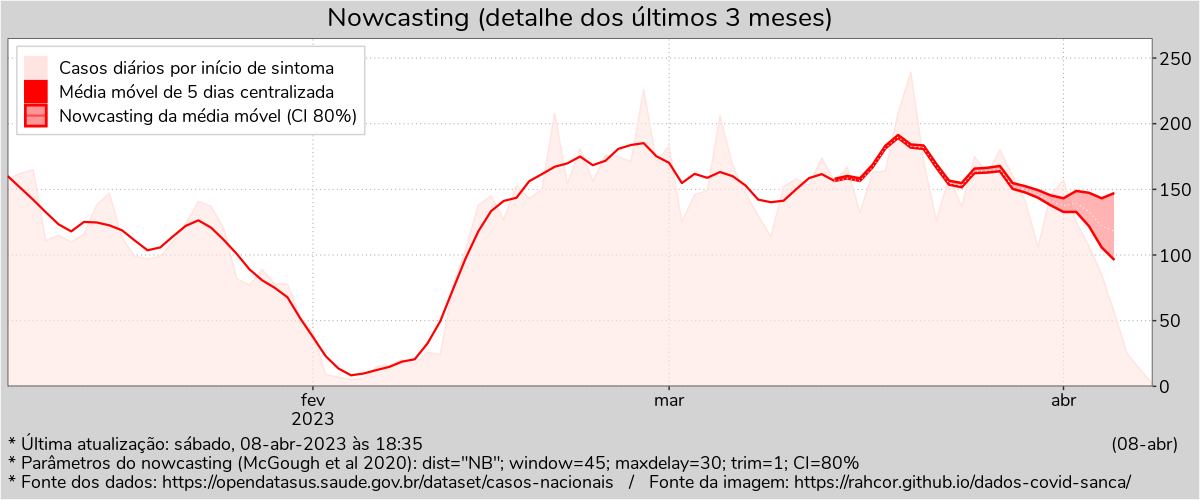 Nowcasting (detalhe dos últimos 3 meses)
Casos diários por início de sintoma
Média móvel de 5 dias centralizada
Nowcasting da média móvel (CI 80%)
250
200
150
100
50
0
fev
2023
mar
abr
* Última atualização: sábado, 08-abr-2023 às 18:35
(08-abr)
* Parâmetros do nowcasting (McGough et al 2020): dist="NB"; window=45; maxdelay=30; trim=1; CI=80%
* Fonte dos dados: https://opendatasus.saude.gov.br/dataset/casos-nacionais / Fonte da imagem: https://rahcor.github.io/dados-covid-sanca/